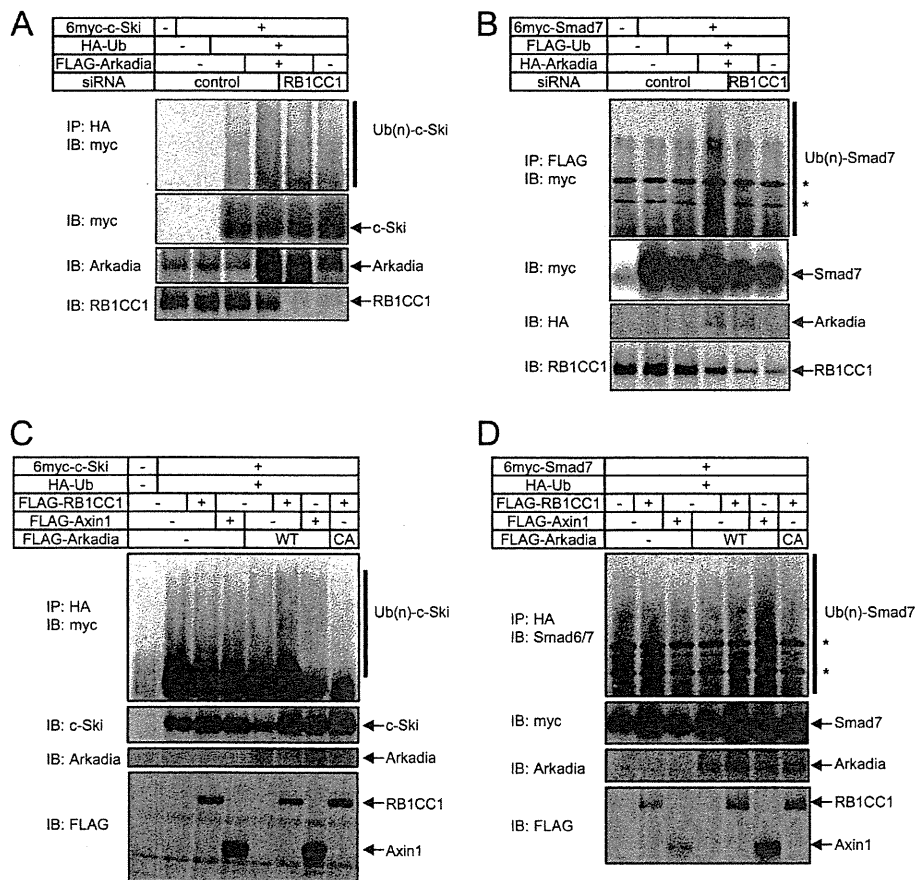 A
6myc-c-Ski - +
HA-Ub - +
FLAG-Arkadia - + -
siRNA control RB1CC1
IP: HA
IB: myc
Ub(n)-c-Ski
IB: myc
c-Ski
IB: Arkadia
Arkadia
IB: RB1CC1
RB1CC1
B
6myc-Smad7 - +
FLAG-Ub - +
HA-Arkadia - + -
siRNA control RB1CC1
IP: FLAG
IB: myc
Ub(n)-Smad7
*
*
IB: myc
Smad7
IB: HA
Arkadia
IB: RB1CC1
RB1CC1
C
6myc-c-Ski - +
HA-Ub - +
FLAG-RB1CC1 - + - + - +
FLAG-Axin1 - + - + -
FLAG-Arkadia - WT CA
IP: HA
IB: myc
Ub(n)-c-Ski
IB: c-Ski
c-Ski
IB: Arkadia
Arkadia
IB: FLAG
RB1CC1
Axin1
D
6myc-Smad7 +
HA-Ub +
FLAG-RB1CC1 - + - + - +
FLAG-Axin1 - + - + -
FLAG-Arkadia - WT CA
IP: HA
IB: Smad6/7
Ub(n)-Smad7
*
*
IB: myc
Smad7
IB: Arkadia
Arkadia
IB: FLAG
RB1CC1
Axin1